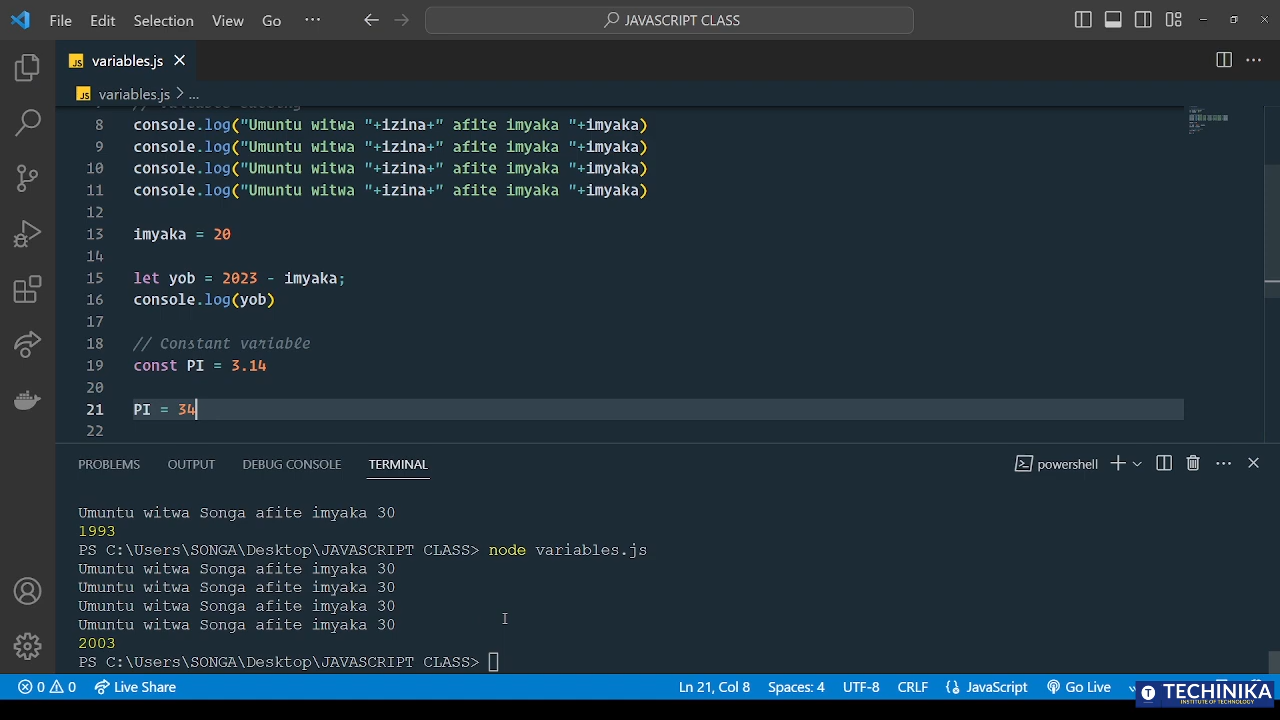 File Edit Selection View Go ··· JAVASCRIPT CLASS
JS variables.js
JS variables.js > ...
8 console.log("Umuntu witwa "+izina+" afite imyaka "+imyaka)
9 console.log("Umuntu witwa "+izina+" afite imyaka "+imyaka)
10 console.log("Umuntu witwa "+izina+" afite imyaka "+imyaka)
11 console.log("Umuntu witwa "+izina+" afite imyaka "+imyaka)
12
13 imyaka = 20
14
15 let yob = 2023 - imyaka;
16 console.log(yob)
17
18 // Constant variable
19 const PI = 3.14
20
21 PI = 34
22
PROBLEMS OUTPUT DEBUG CONSOLE TERMINAL powershell
Umuntu witwa Songa afite imyaka 30
1993
PS C:\Users\SONGA\Desktop\JAVASCRIPT CLASS> node variables.js
Umuntu witwa Songa afite imyaka 30
Umuntu witwa Songa afite imyaka 30
Umuntu witwa Songa afite imyaka 30
Umuntu witwa Songa afite imyaka 30
2003
PS C:\Users\SONGA\Desktop\JAVASCRIPT CLASS>
0 0 Live Share Ln 21, Col 8 Spaces: 4 UTF-8 CRLF JavaScript Go Live
TECHINIKA
INSTITUTE OF TECHNOLOGY